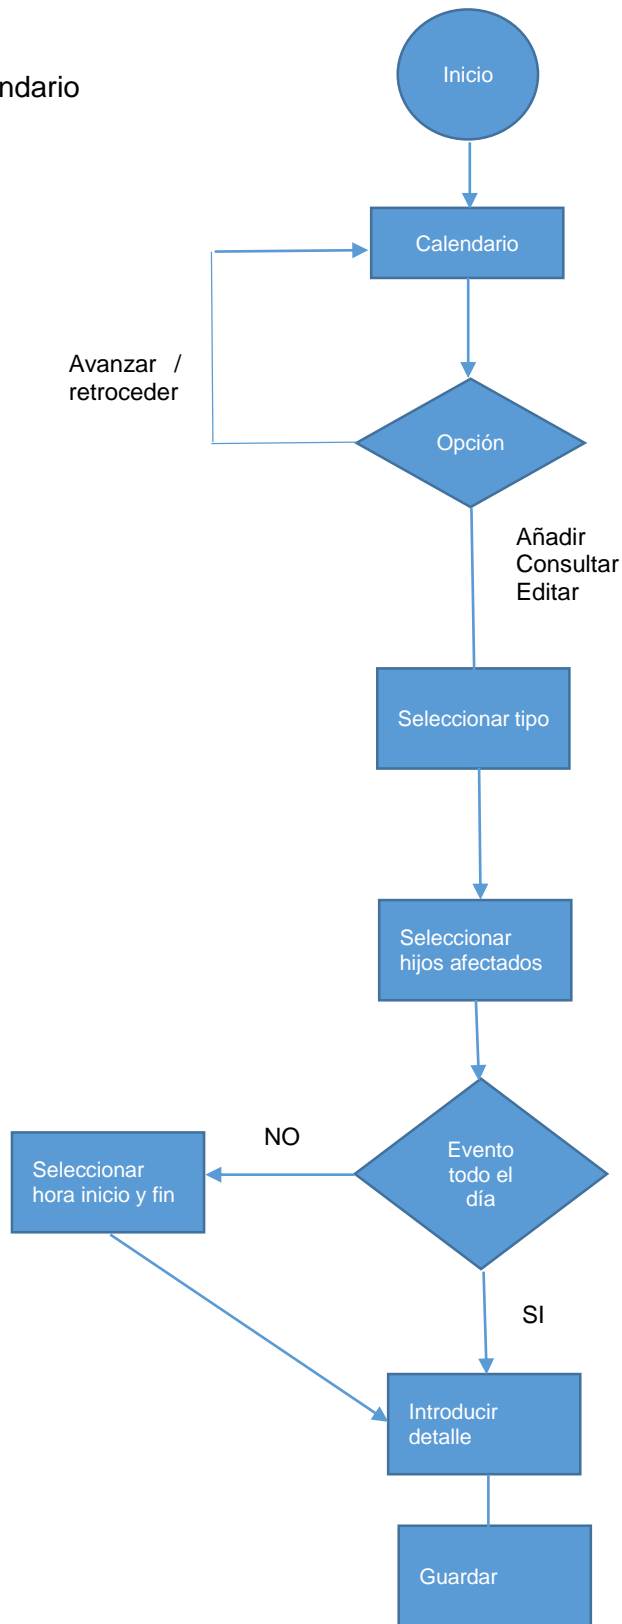 Inicio
ndario
Calendario
Avanzar / 
retroceder
Opción
Añadir
Consultar
Editar
Seleccionar tipo
Seleccionar
hijos afectados
NO
Evento
todo el
día
Seleccionar
hora inicio y fin
SI
Introducir
detalle
Guardar